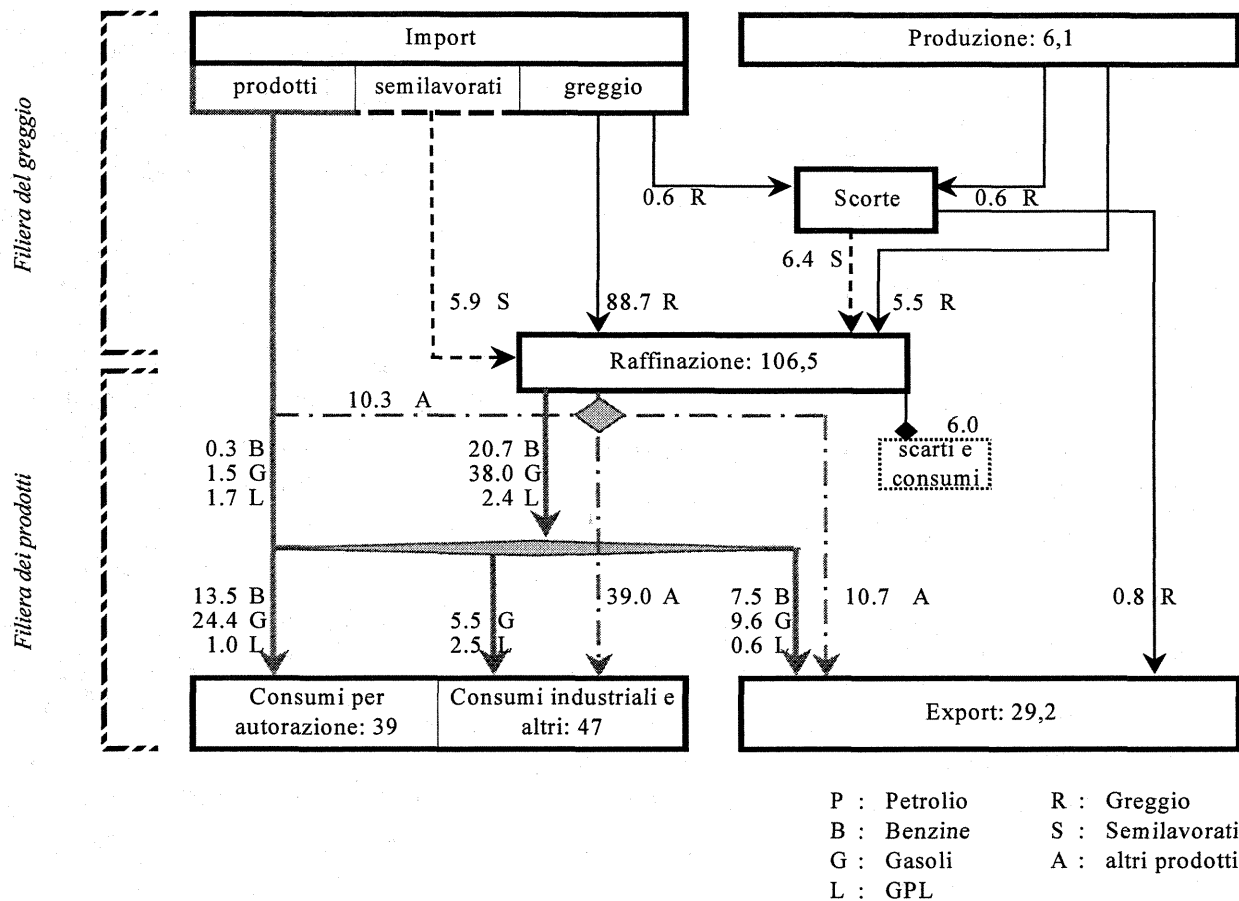 Import
Produzione: 6,1
prodotti
semilavorati
greggio
Filiera del greggio
Scorte
0.6 R
0.6 R
6.4 S
5.9 S
88.7 R
5.5 R
Raffinazione: 106,5
10.3 A
6.0
scarti e
consumi
0.3 B
1.5 G
1.7 L
20.7 B
38.0 G
2.4 L
Filiera dei prodotti
13.5 B
24.4 G
1.0 L
5.5 G
2.5 L
39.0 A
7.5 B
9.6 G
0.6 L
10.7 A
0.8 R
Consumi per
autorazione: 39
Consumi industriali e
altri: 47
Export: 29,2
P : Petrolio
R : Greggio
B : Benzine
S : Semilavorati
G : Gasoli
A : altri prodotti
L : GPL